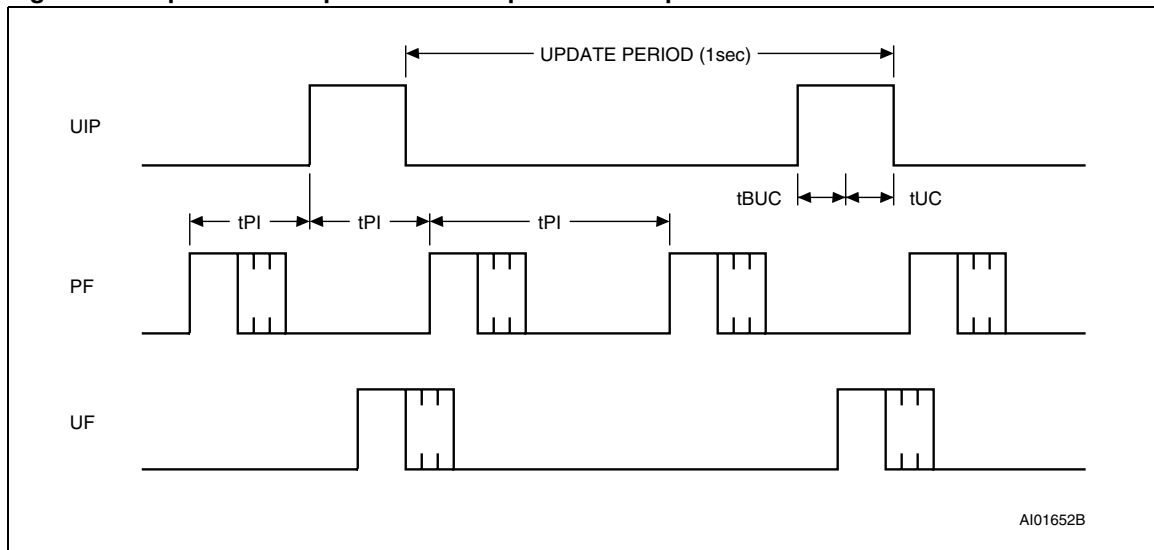 UPDATE PERIOD (1sec)
UIP
tBUC
tUC
tPI
tPI
tPI
PF
UF
AI01652B